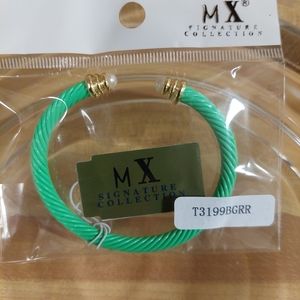 MX®
SIGNATURE
COLLECTION
MX
SIGNATURE
COLLECTION
T3199BGRR